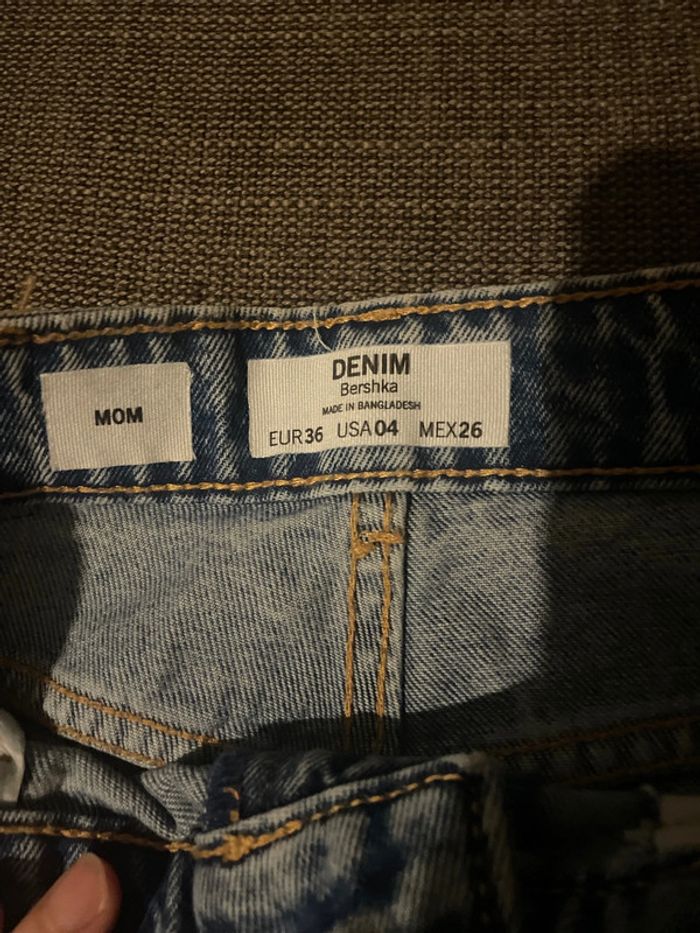 MOM
DENIM
Bershka
MADE IN BANGLADESH
EUR36 USA04 MEX26